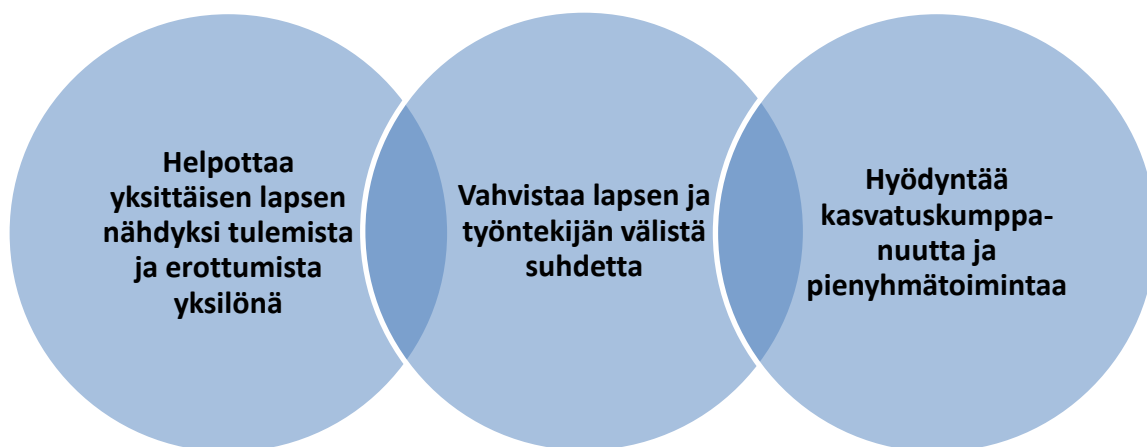 Helpottaa
yksittäisen lapsen
nähdyksi tulemista
ja erottumista
yksilönä
Vahvistaa lapsen ja
työntekijän välistä
suhdetta
Hyödyntää
kasvatuskumppa-
nuutta ja
pienyhmätoimintaa